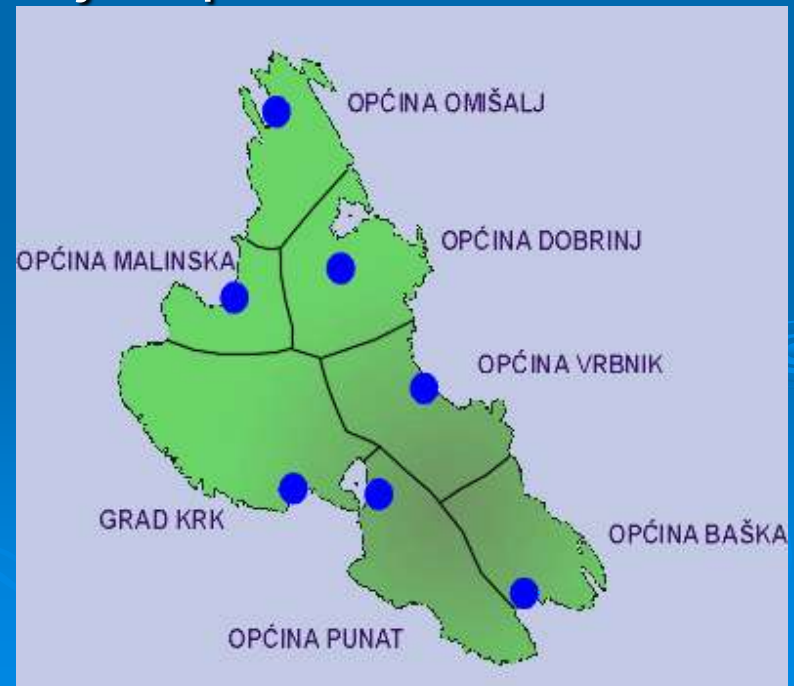 OPĆINA OMIŠALJ
OPĆINA DOBRINJ
OPĆINA MALINSKA
OPĆINA VRBNIK
GRAD KRK
OPĆINA BAŠKA
OPĆINA PUNAT